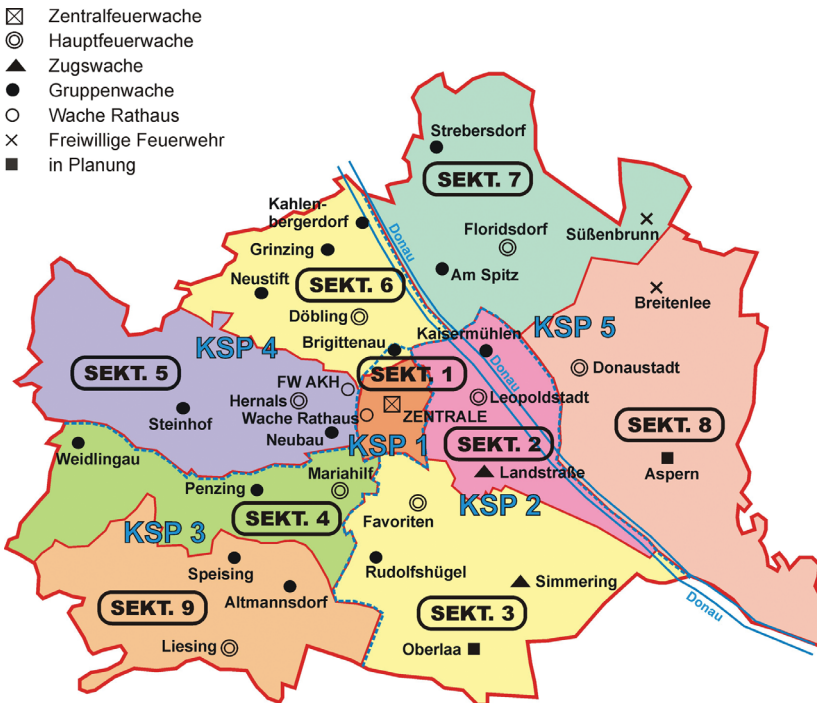 Zentralfeuerwache
Hauptfeuerwache
Zugswache
Gruppenwache
Wache Rathaus
Freiwillige Feuerwehr
in Planung
Strebersdorf
SEKT. 7
Kahlen-
bergerdorf
Donau
Floridsdorf
Süßenbrunn
Grinzing
Am Spitz
Neustift
SEKT. 6
Breitenlee
Döbling
KSP 5
Kaisermühlen
Brigittenau
KSP 4
SEKT. 5
SEKT. 1
Donau
Donaustadt
FW AKH
Hernals
Leopoldstadt
Wache Rathaus
ZENTRALE
Steinhof
SEKT. 8
Neubau
KSP 1
SEKT. 2
Weidlingau
Mariahilf
Landstraße
Aspern
Penzing
KSP 2
SEKT. 4
Favoriten
KSP 3
Speising
Rudolfshügel
Simmering
Altmannsdorf
SEKT. 9
SEKT. 3
Donau
Liesing
Oberlaa